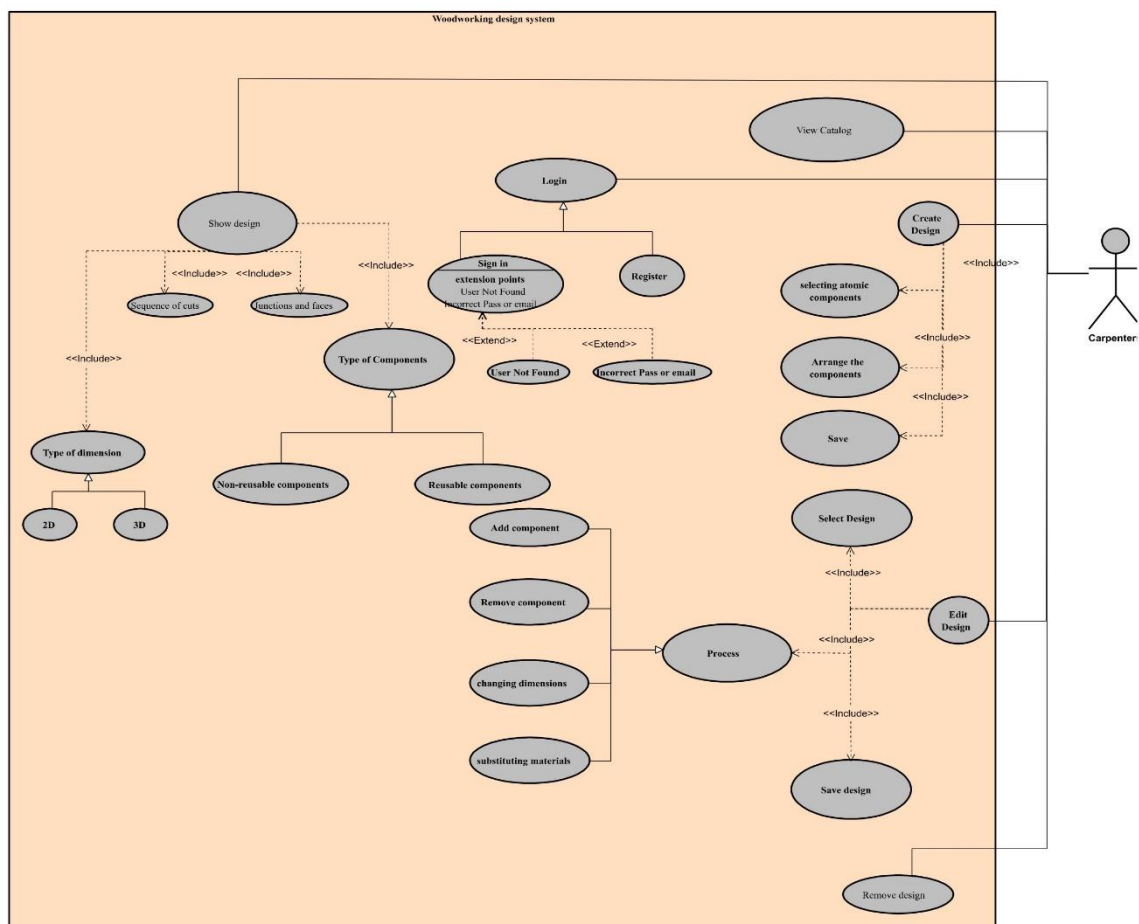 Woodworking design system
View Catalog
Login
Show design
Create
Design
<<Include>>
Sign in
extension points
User Not Found
Incorrect Pass or email
Register
<<Include>>
<<Include>>
<<Include>>
selecting atomic
components
Sequence of cuts
Junctions and faces
Carpenter
<<Include>>
<<Extend>>
<<Extend>>
<<Include>>
Type of Components
User Not Found
Incorrect Pass or email
Arrange the
components
<<Include>>
Save
Type of dimension
Non-reusable components
Reusable components
2D
3D
Select Design
Add component
<<Include>>
Remove component
Edit
Design
<<Include>>
Process
changing dimensions
<<Include>>
substituting materials
Save design
Remove design